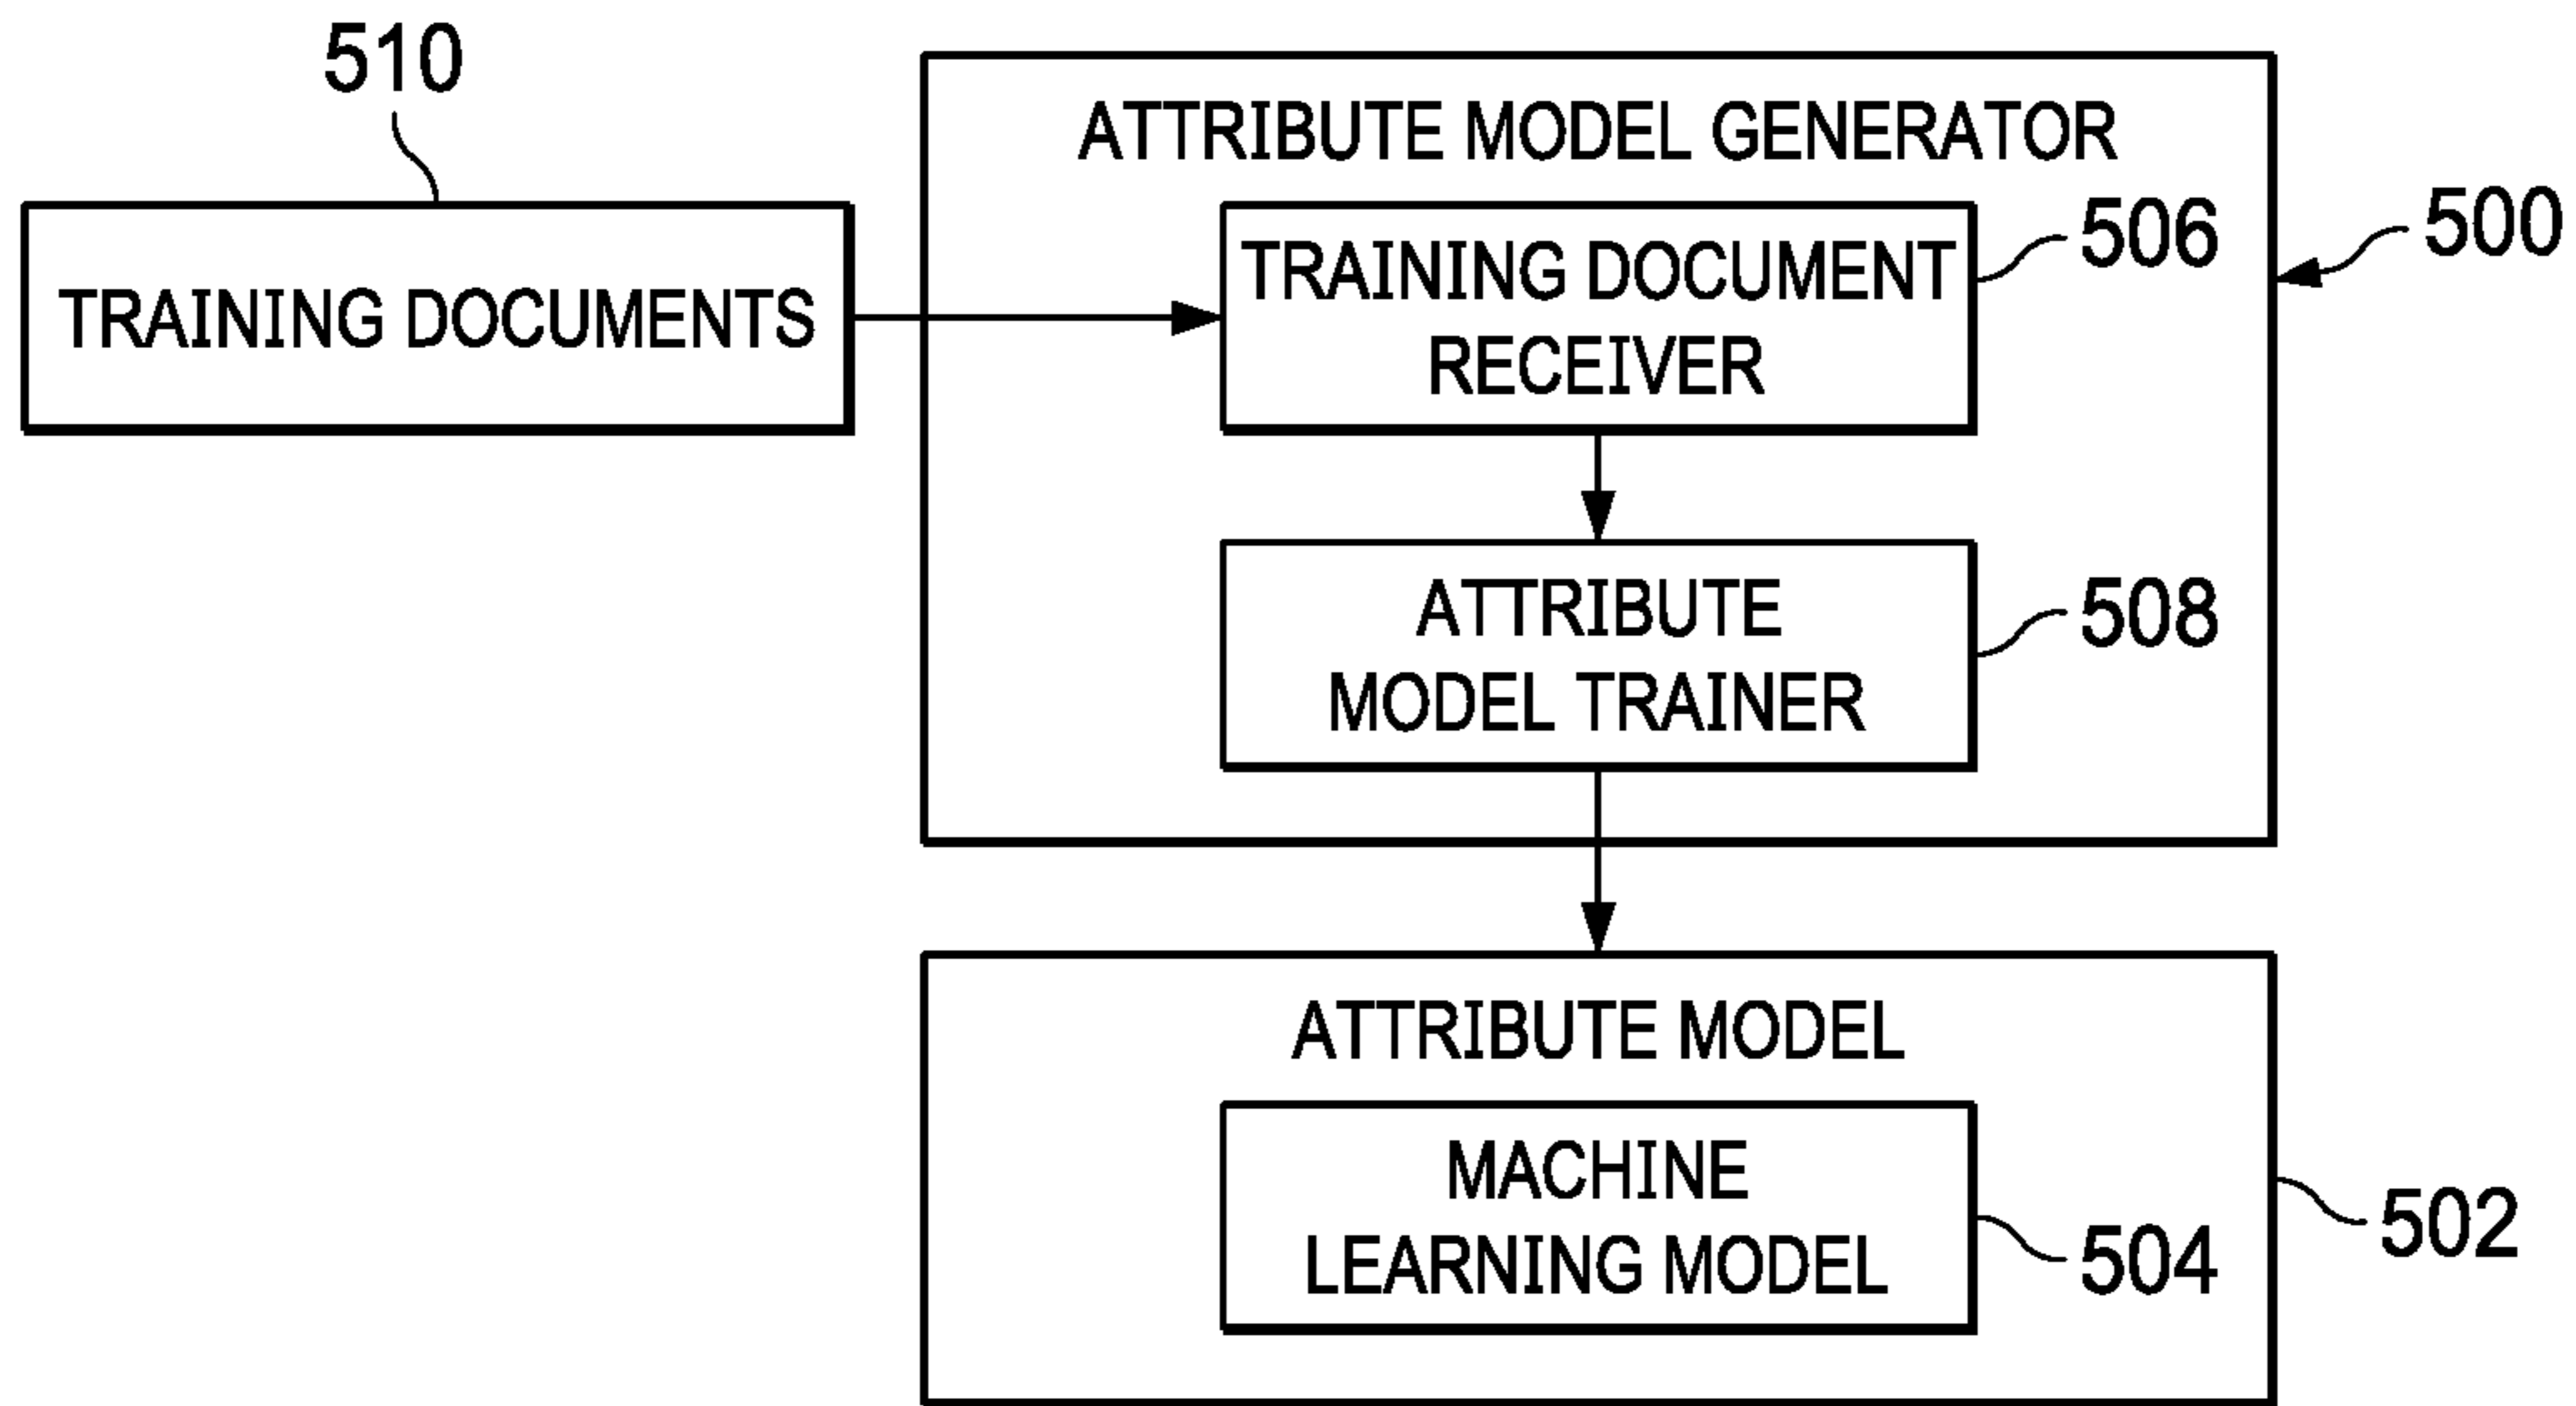 510
TRAINING DOCUMENTS
ATTRIBUTE MODEL GENERATOR
TRAINING DOCUMENT
RECEIVER
506
500
ATTRIBUTE
MODEL TRAINER
508
ATTRIBUTE MODEL
MACHINE
LEARNING MODEL
504
502